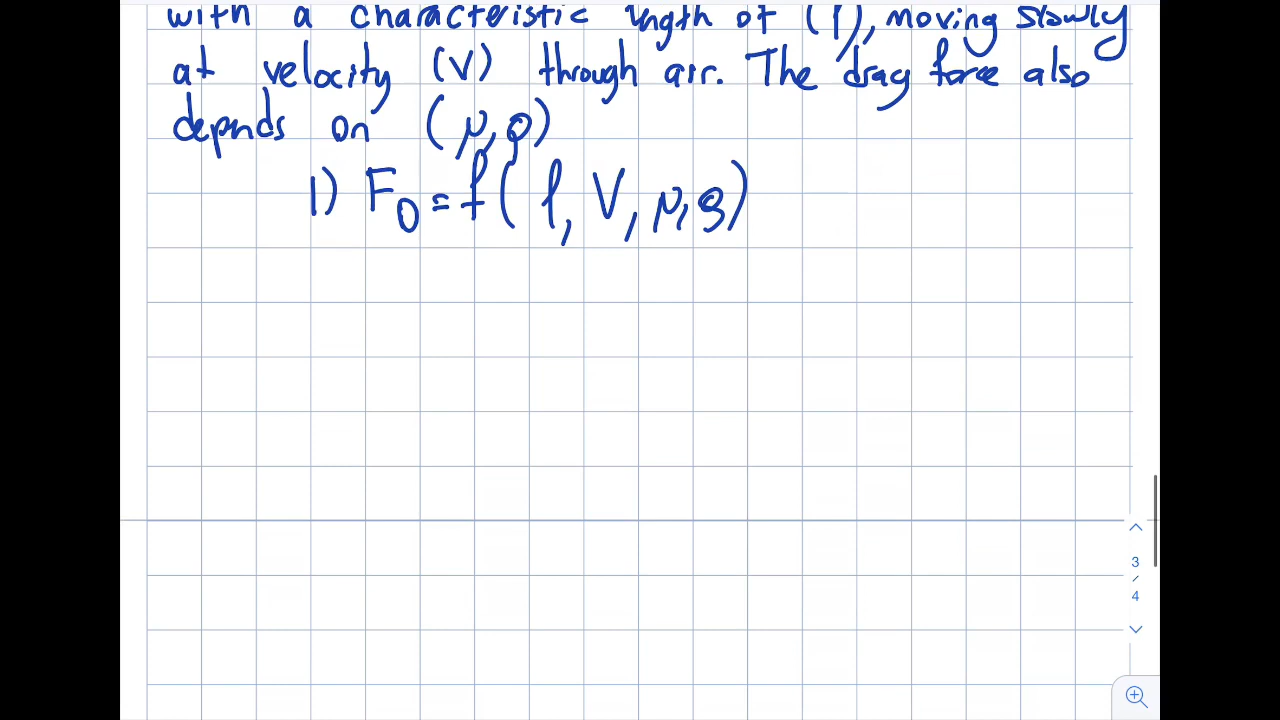 with a characteristic length of (l), moving slowly
at velocity (V) through air. The drag force also
depends on (μ, ρ)
1) F_D = f(l, V, μ, ρ)
3
/
4